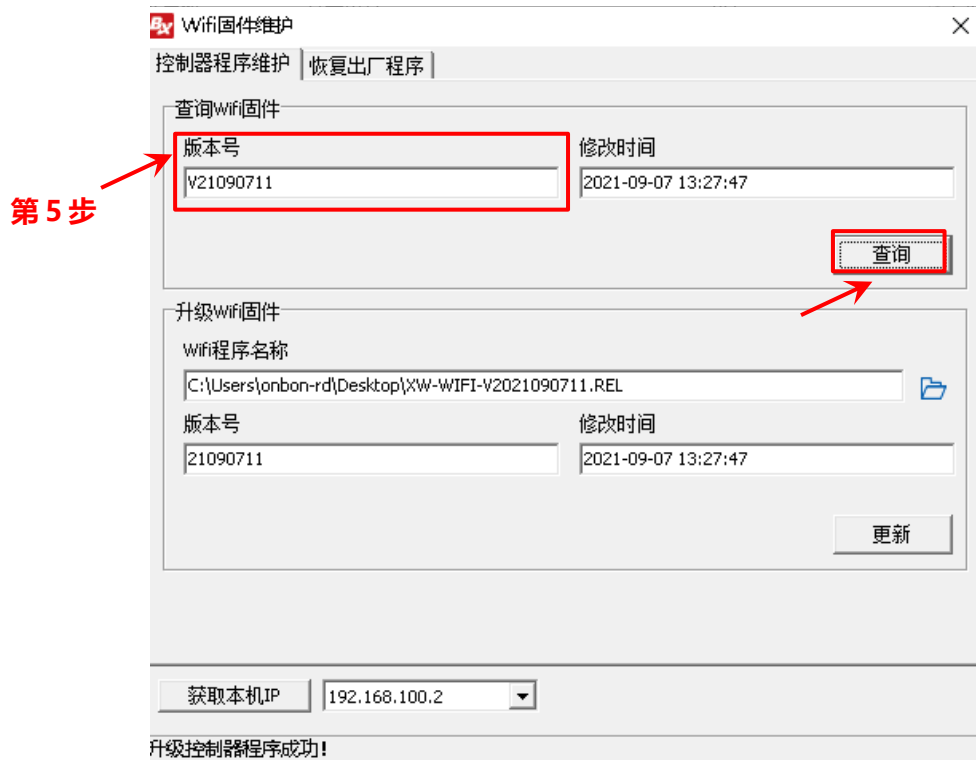 BX Wifi固件维护
控制器程序维护 恢复出厂程序
查询Wifi固件
版本号 修改时间
V21090711 2021-09-07 13:27:47
第5步
查询
升级Wifi固件
Wifi程序名称
C:\Users\onbon-rd\Desktop\XW-WIFI-V2021090711.REL
版本号 修改时间
21090711 2021-09-07 13:27:47
更新
获取本机IP 192.168.100.2
升级控制器程序成功!